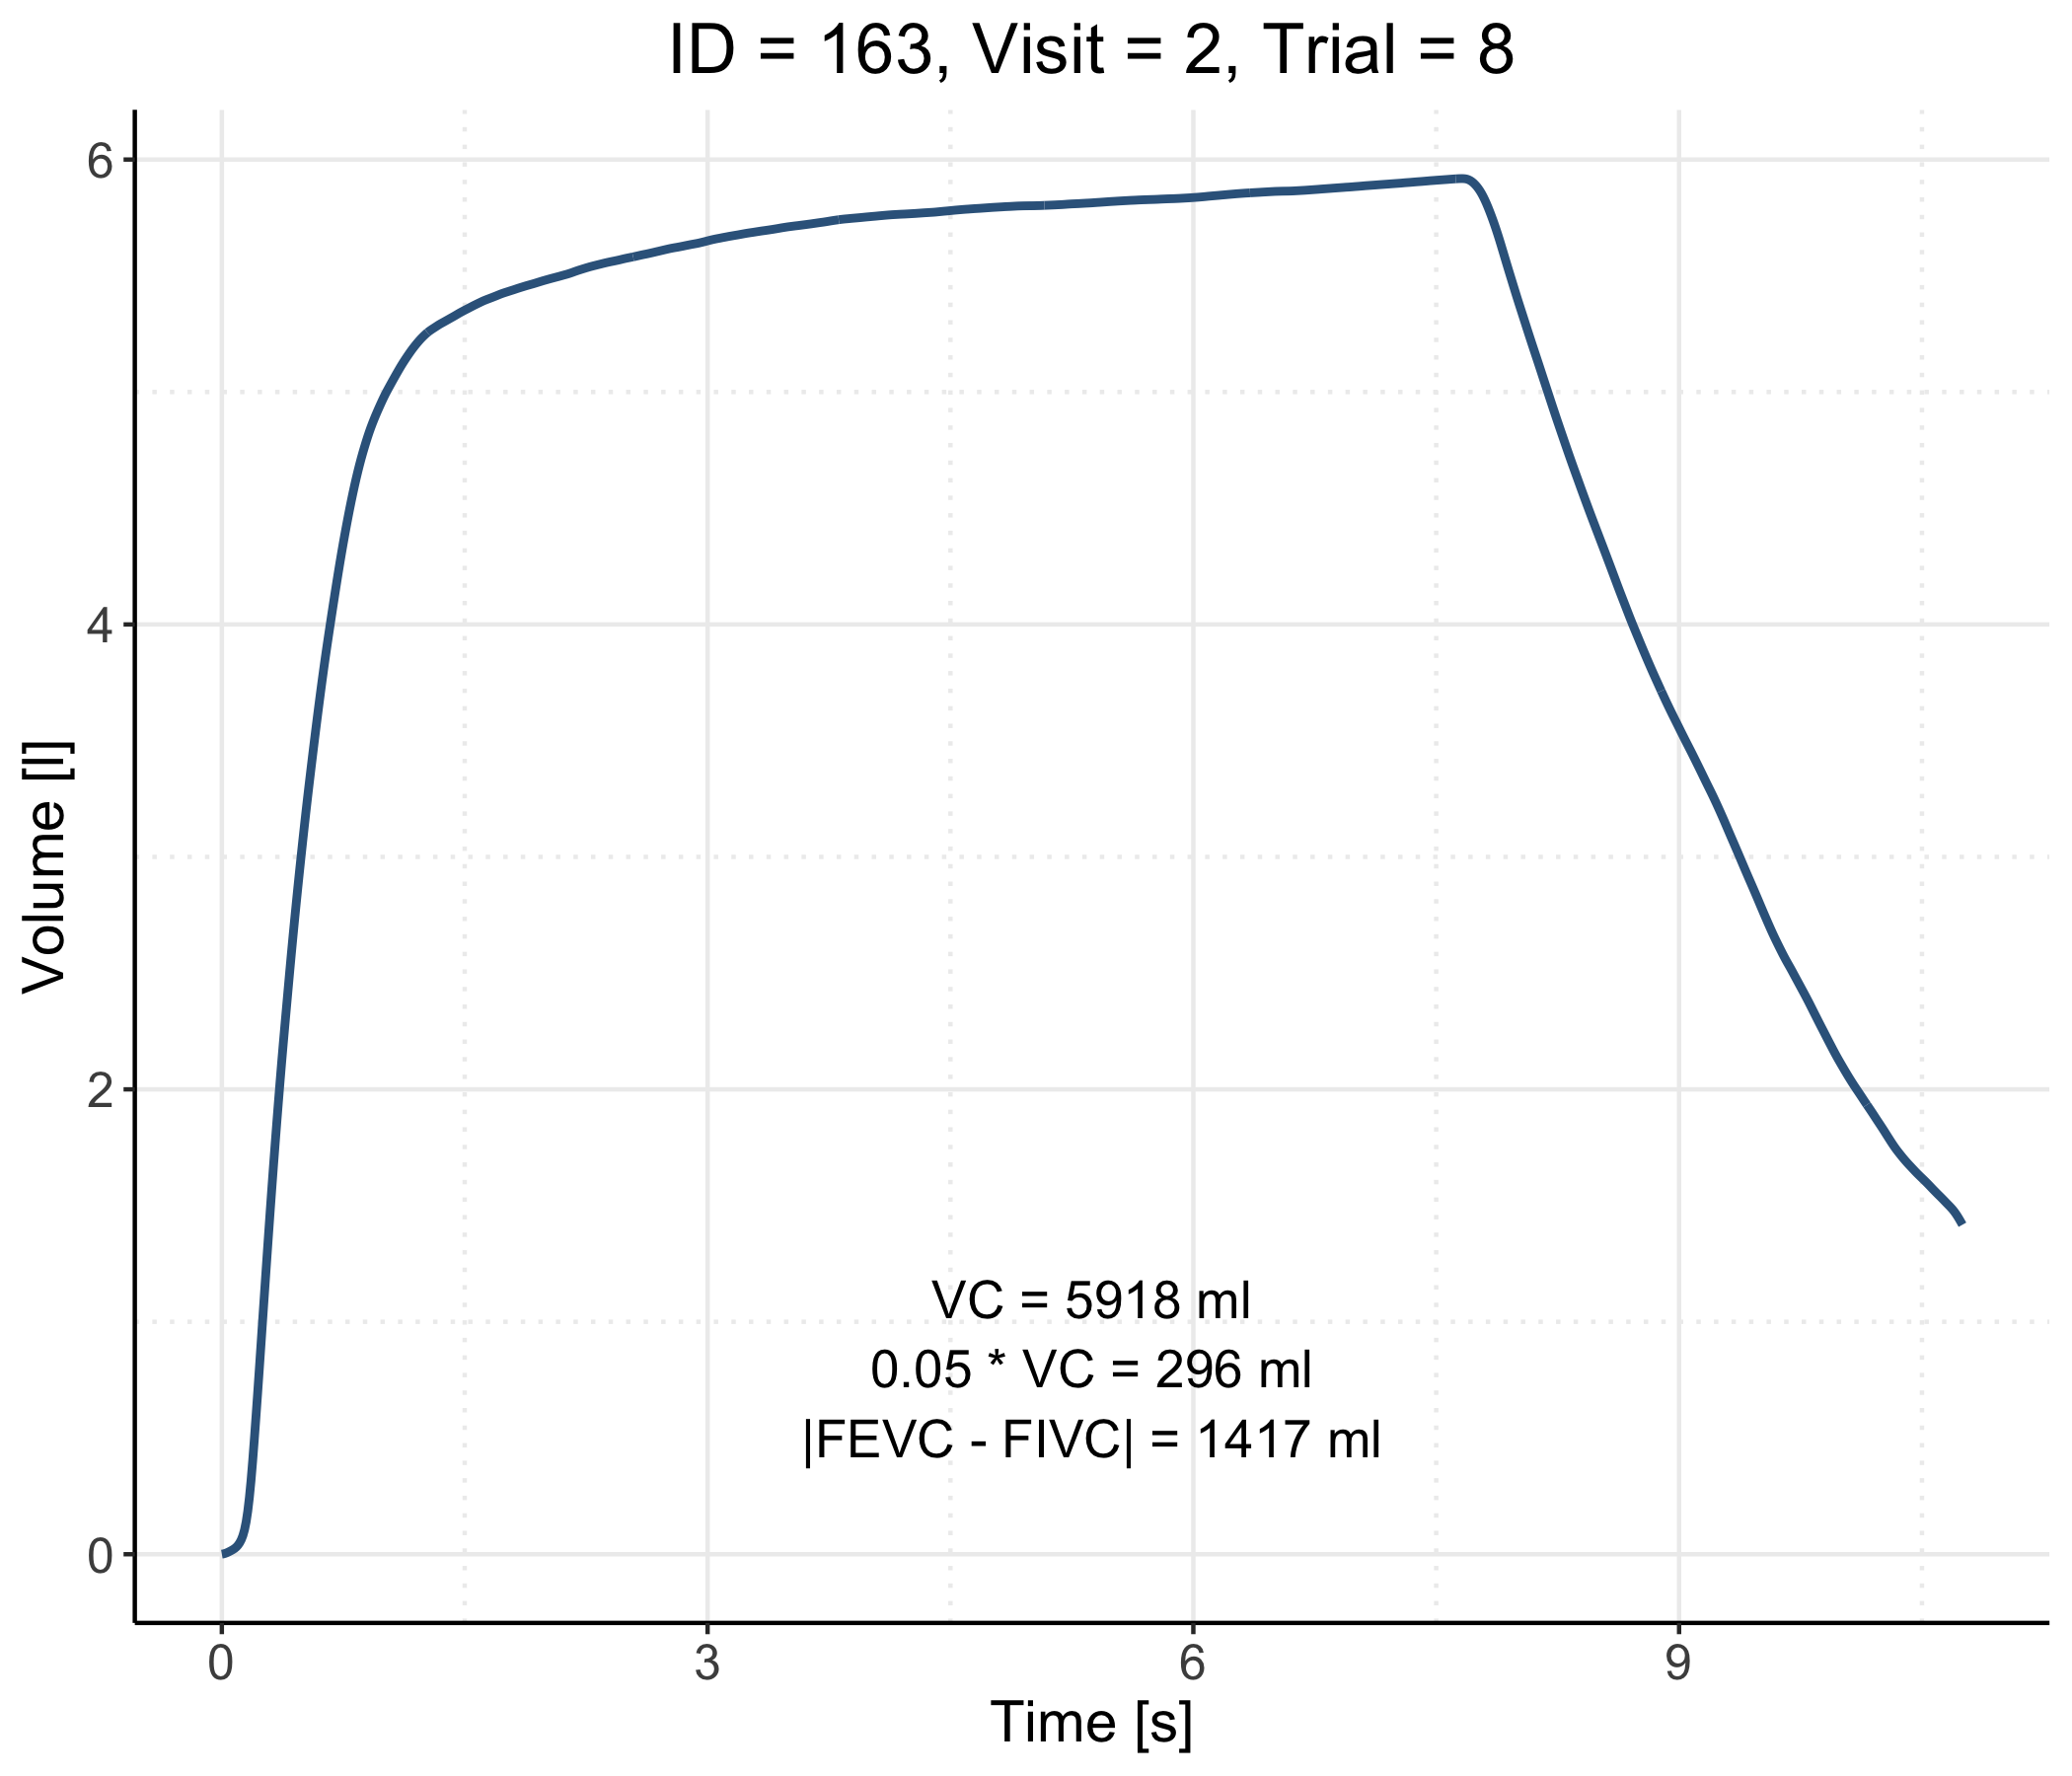 ID = 163, Visit = 2, Trial = 8
6
4
2
0
Volume [l]
VC = 5918 ml
0.05 * VC = 296 ml
|FEVC - FIVC| = 1417 ml
0 3 6 9
Time [s]